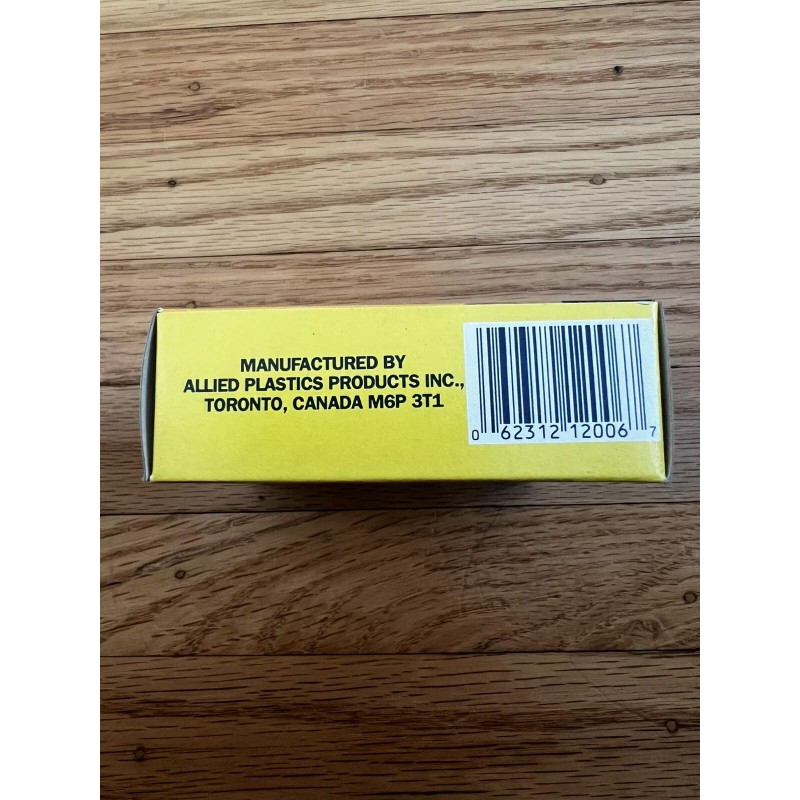 MANUFACTURED BY
ALLIED PLASTICS PRODUCTS INC.,
TORONTO, CANADA M6P 3T1
0 62312 12006 7